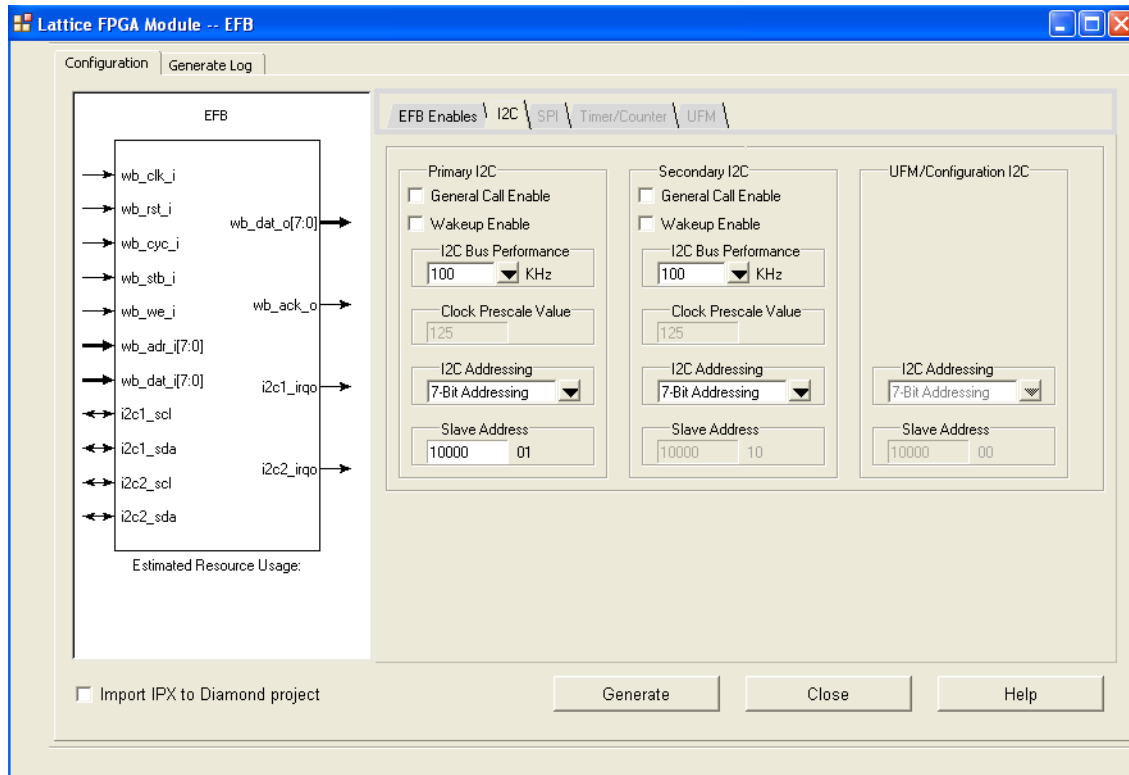 Lattice FPGA Module -- EFB
Configuration Generate Log
EFB
wb_clk_i
wb_rst_i
wb_dat_o[7:0]
wb_cyc_i
wb_stb_i
wb_ack_o
wb_we_i
wb_adr_i[7:0]
wb_dat_i[7:0]
i2c1_irqo
i2c1_scl
i2c1_sda
i2c2_irqo
i2c2_scl
i2c2_sda
Estimated Resource Usage:
EFB Enables I2C SPI Timer/Counter UFM
Primary I2C
General Call Enable
Wakeup Enable
I2C Bus Performance
100 KHz
Clock Prescale Value
125
I2C Addressing
7-Bit Addressing
Slave Address
10000 01
Secondary I2C
General Call Enable
Wakeup Enable
I2C Bus Performance
100 KHz
Clock Prescale Value
125
I2C Addressing
7-Bit Addressing
Slave Address
10000 10
UFM/Configuration I2C
I2C Addressing
7-Bit Addressing
Slave Address
10000 00
Import IPX to Diamond project
Generate Close Help